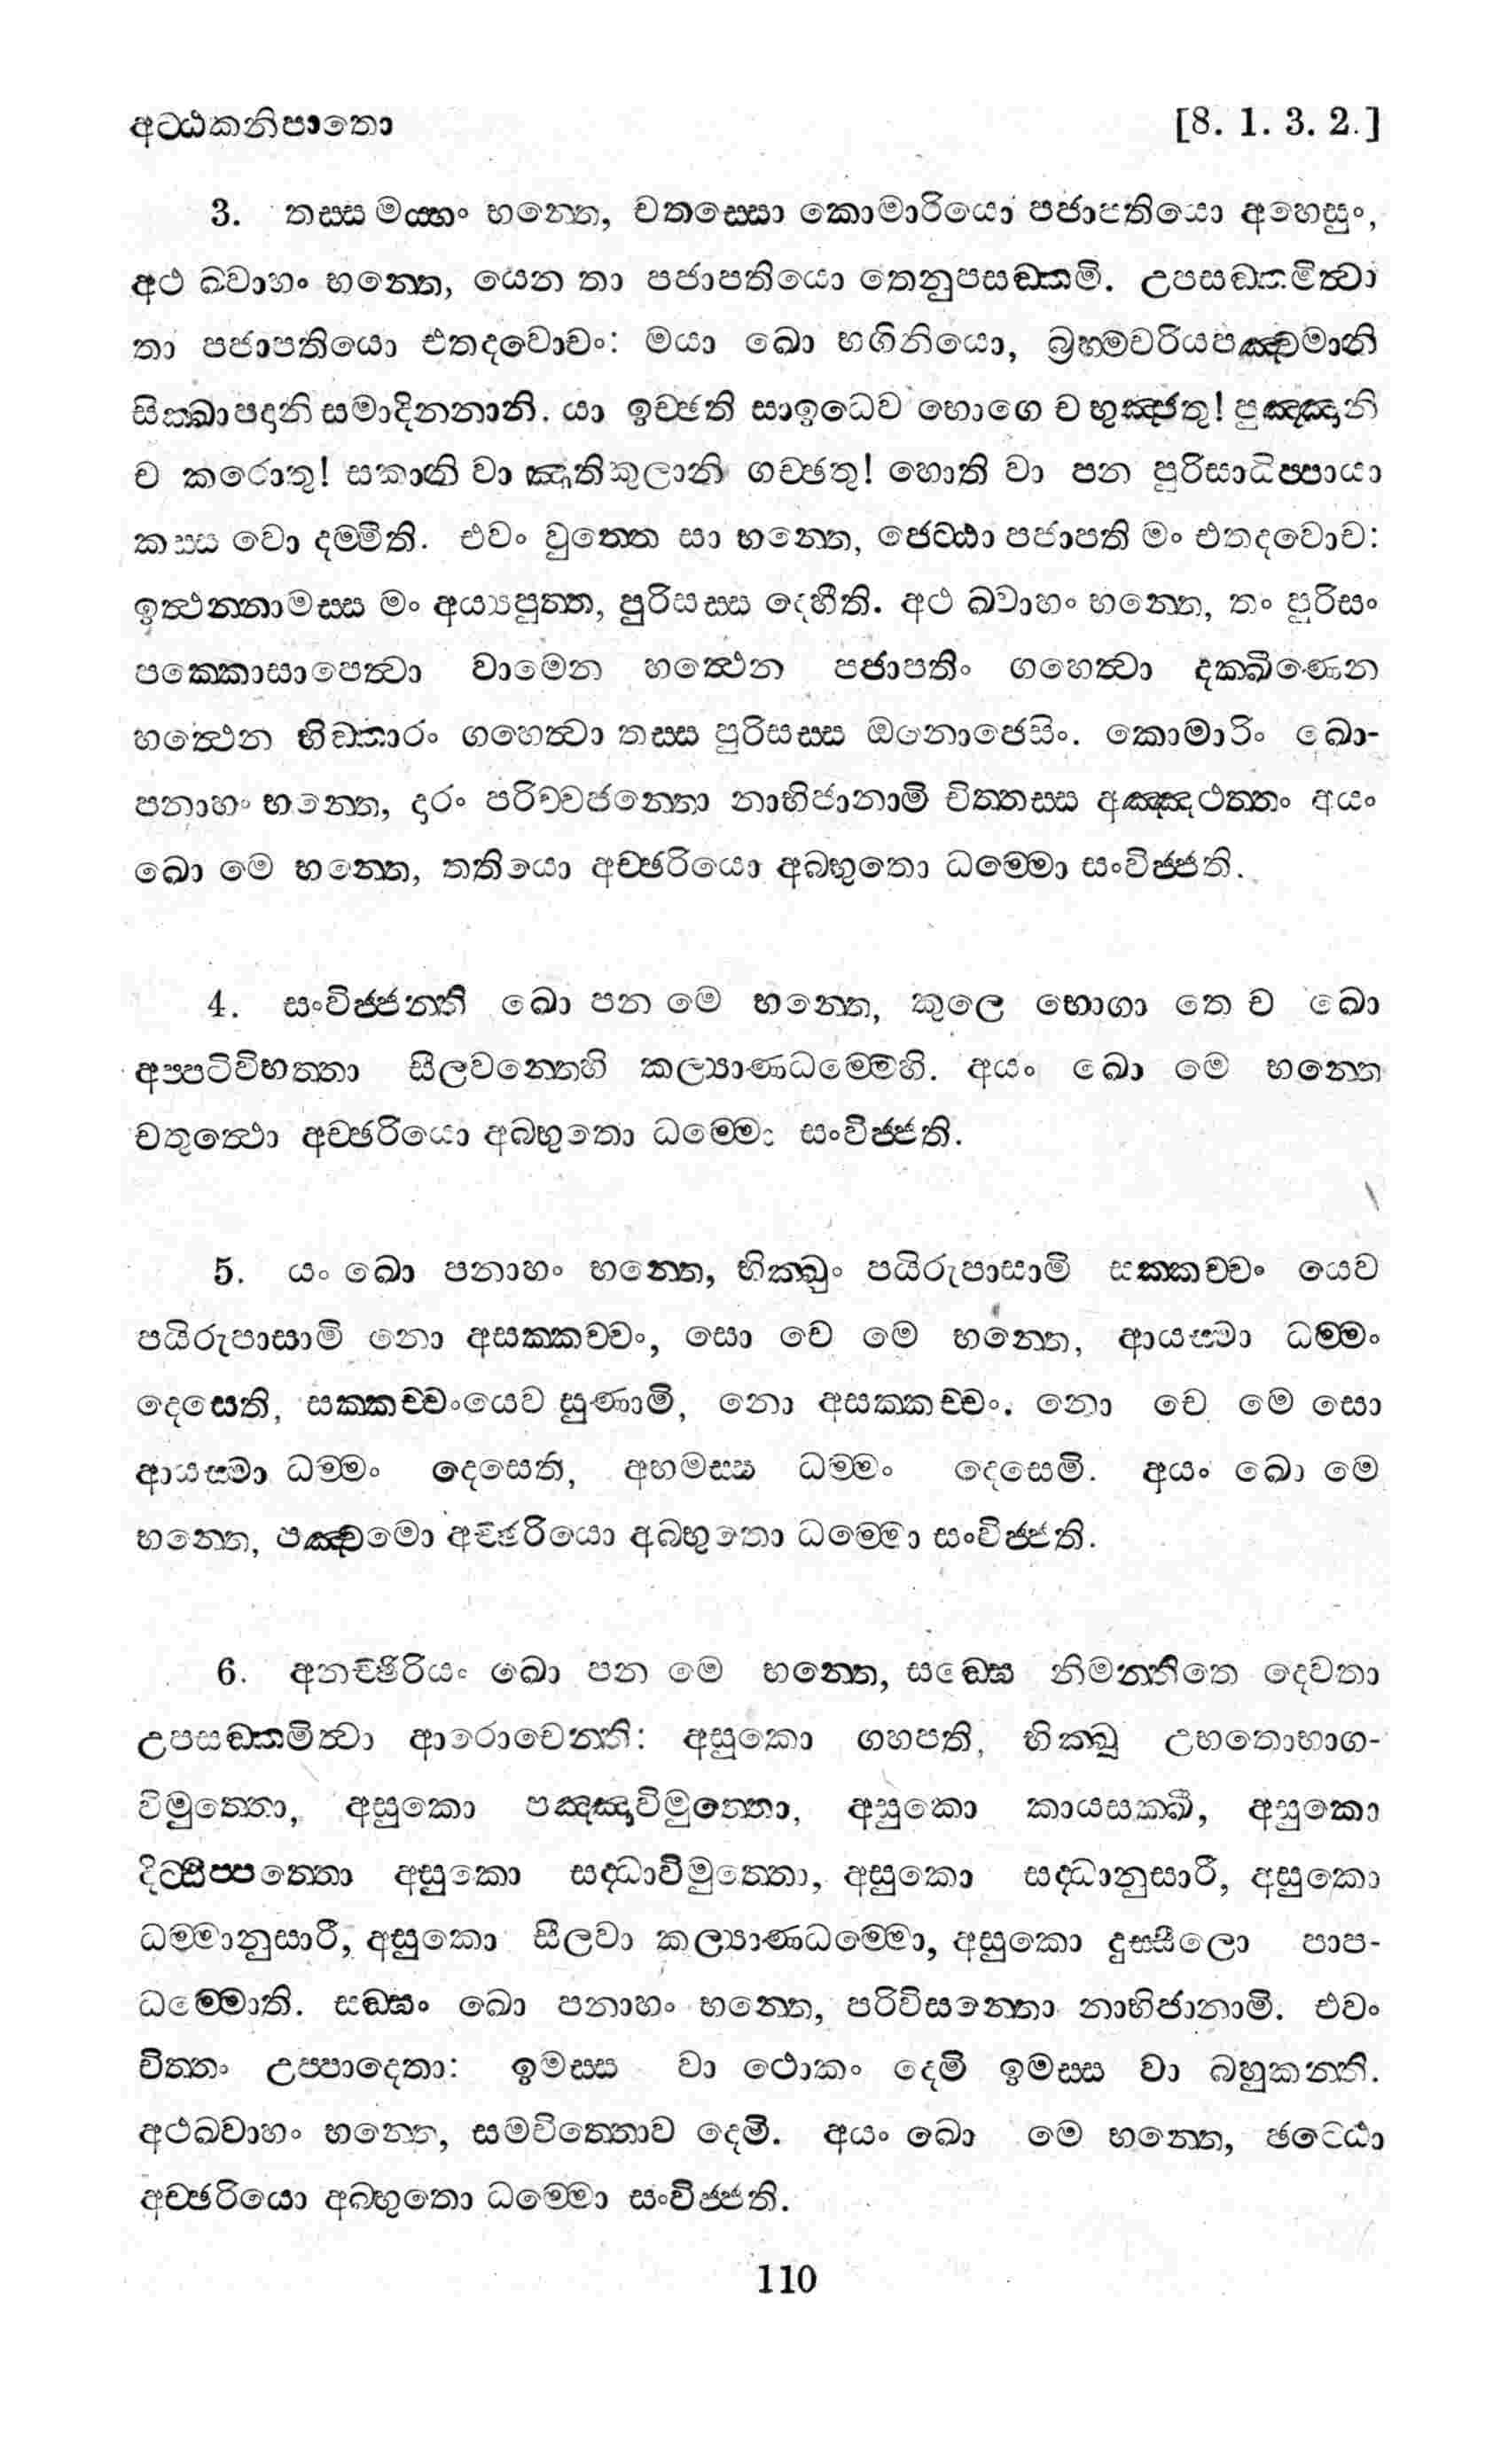 අට්ඨකනිපාතො [8. 1. 3. 2.]
3. තස්ස මය්හං භන්තෙ, චතස්සො කොමාරියො පජාපතියො අහෙසුං,
අථ ඛ්වාහං භන්තෙ, යෙන තා පජාපතියො තෙනුපසඞ්කමිං. උපසඞ්කමිත්වා
තා පජාපතියො එතදවොචං: මයා ඛො භගිනියො, බ්‍රහ්මචරියපඤ්චමානි
සික්ඛාපදානි සමාදින්නානි. යා ඉච්ඡති සාඉධෙව භොගෙ ච භුඤ්ජතු! පුඤ්ඤානි
ච කරොතු! සකානි වා ඤාතිකුලානි ගච්ඡතු! හොති වා පන පුරිසාධිප්පායා
කස්ස වො දම්මීති. එවං වුත්තෙ සා භන්තෙ, ජෙට්ඨා පජාපති මං එතදවොච:
ඉත්ථන්නාමස්ස මං අය්‍යපුත්ත, පුරිසස්ස දෙහීති. අථ ඛ්වාහං භන්තෙ, තං පුරිසං
පක්කොසාපෙත්වා වාමෙන හත්ථෙන පජාපතිං ගහෙත්වා දක්ඛිණෙන
හත්ථෙන භිඞ්කාරං ගහෙත්වා තස්ස පුරිසස්ස ඔනොජෙසිං. කොමාරිං ඛො-
පනාහං භන්තෙ, දාරං පරිච්චජන්තො නාභිජානාමි චිත්තස්ස අඤ්ඤථත්තං අයං
ඛො මෙ භන්තෙ, තතියො අච්ඡරියො අබ්භුතො ධම්මො සංවිජ්ජති.
4. සංවිජ්ජන්ති ඛො පන මෙ භන්තෙ, කුලෙ භොගා තෙ ච ඛො
අප්පටිවිභත්තා සීලවන්තෙහි කල්‍යාණධම්මෙහි. අයං ඛො මෙ භන්තෙ
චතුත්ථො අච්ඡරියො අබ්භුතො ධම්මො සංවිජ්ජති.
5. යං ඛො පනාහං භන්තෙ, භික්ඛුං පයිරුපාසාමි සක්කච්චං යෙව
පයිරුපාසාමි නො අසක්කච්චං, සො චෙ මෙ භන්තෙ, ආයස්මා ධම්මං
දෙසෙති, සක්කච්චංයෙව සුණාමි, නො අසක්කච්චං. නො චෙ මෙ සො
ආයස්මා ධම්මං දෙසෙති, අහමස්ස ධම්මං දෙසෙමි. අයං ඛො මෙ
භන්තෙ, පඤ්චමො අච්ඡරියො අබ්භුතො ධම්මො සංවිජ්ජති.
6. අනච්ඡරියං ඛො පන මෙ භන්තෙ, සඞ්ඝෙ නිමන්තිතෙ දෙවතා
උපසඞ්කමිත්වා ආරොචෙන්ති: අසුකො ගහපති, භික්ඛු උභතොභාග-
විමුත්තො, අසුකො පඤ්ඤාවිමුත්තො, අසුකො කායසක්ඛී, අසුකො
දිට්ඨිප්පත්තො අසුකො සද්ධාවිමුත්තො, අසුකො සද්ධානුසාරී, අසුකො
ධම්මානුසාරී, අසුකො සීලවා කල්‍යාණධම්මො, අසුකො දුස්සීලො පාප-
ධම්මොති. සඞ්ඝං ඛො පනාහං භන්තෙ, පරිවිසන්තො නාභිජානාමි. එවං
චිත්තං උප්පාදෙතා: ඉමස්ස වා ථොකං දෙමි ඉමස්ස වා බහුකන්ති.
අථඛ්වාහං භන්තෙ, සමචිත්තොව දෙමි. අයං ඛො මෙ භන්තෙ, ඡට්ඨො
අච්ඡරියො අබ්භුතො ධම්මො සංවිජ්ජති.
110